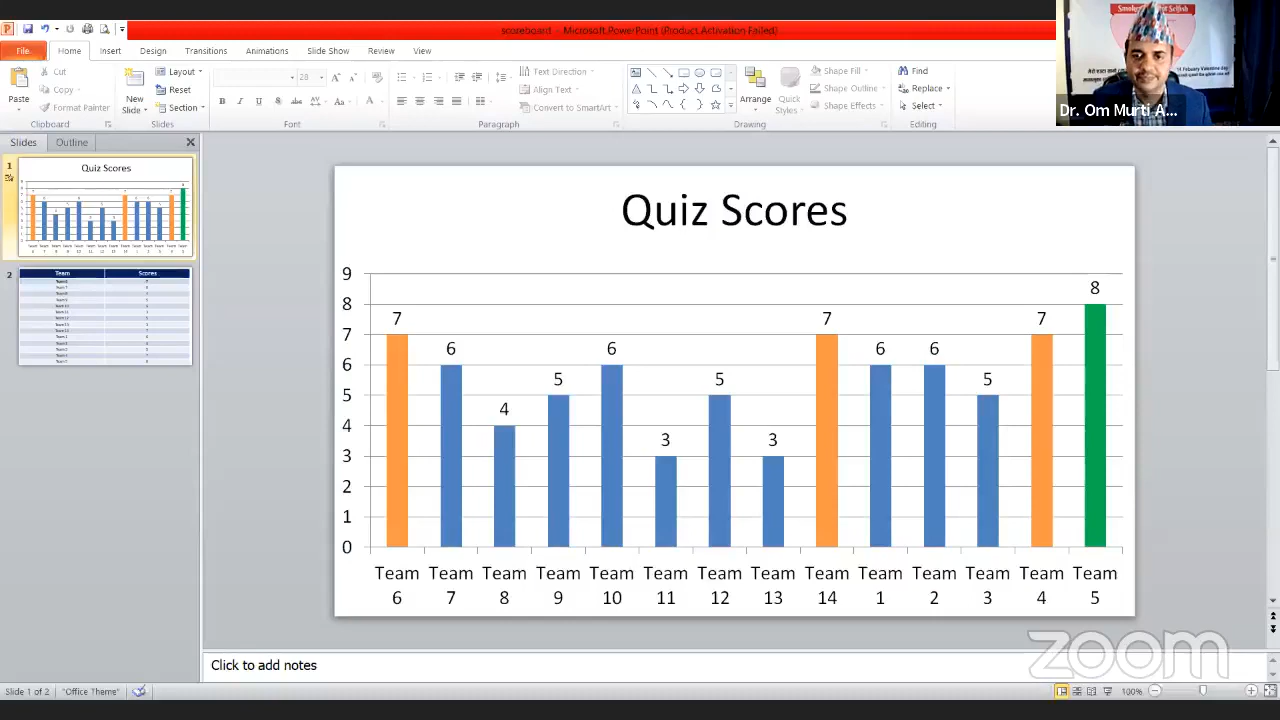 scoreboard - Microsoft PowerPoint (Product Activation Failed)
File Home Insert Design Transitions Animations Slide Show Review View
Paste
Cut
Copy
Format Painter
Clipboard
New Slide
Layout
Reset
Section
Slides
28
Font
Text Direction
Align Text
Convert to SmartArt
Paragraph
Arrange
Quick Styles
Shape Fill
Shape Outline
Shape Effects
Drawing
Find
Replace
Select
Editing
Dr. Om Murti A...
Slides Outline
1
Quiz Scores
2
Team Scores
Quiz Scores
9
8
7
6
5
4
3
2
1
0
7 6 4 5 6 3 5 3 7 6 6 5 7 8
Team Team Team Team Team Team Team Team Team Team Team Team Team Team
6 7 8 9 10 11 12 13 14 1 2 3 4 5
zoom
Click to add notes
Slide 1 of 2 "Office Theme" 100%